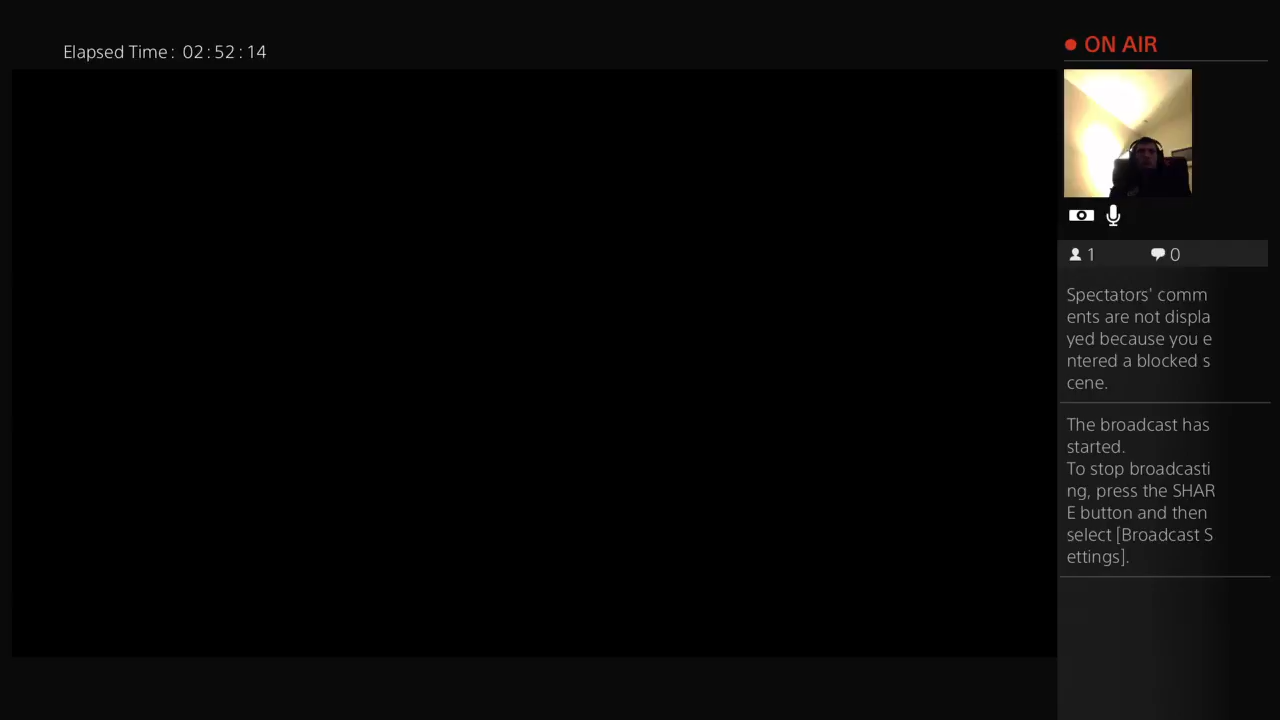 Elapsed Time: 02:52:14
ON AIR
1 0
Spectators' comm
ents are not displa
yed because you e
ntered a blocked s
cene.
The broadcast has
started.
To stop broadcasti
ng, press the SHAR
E button and then
select [Broadcast S
ettings].